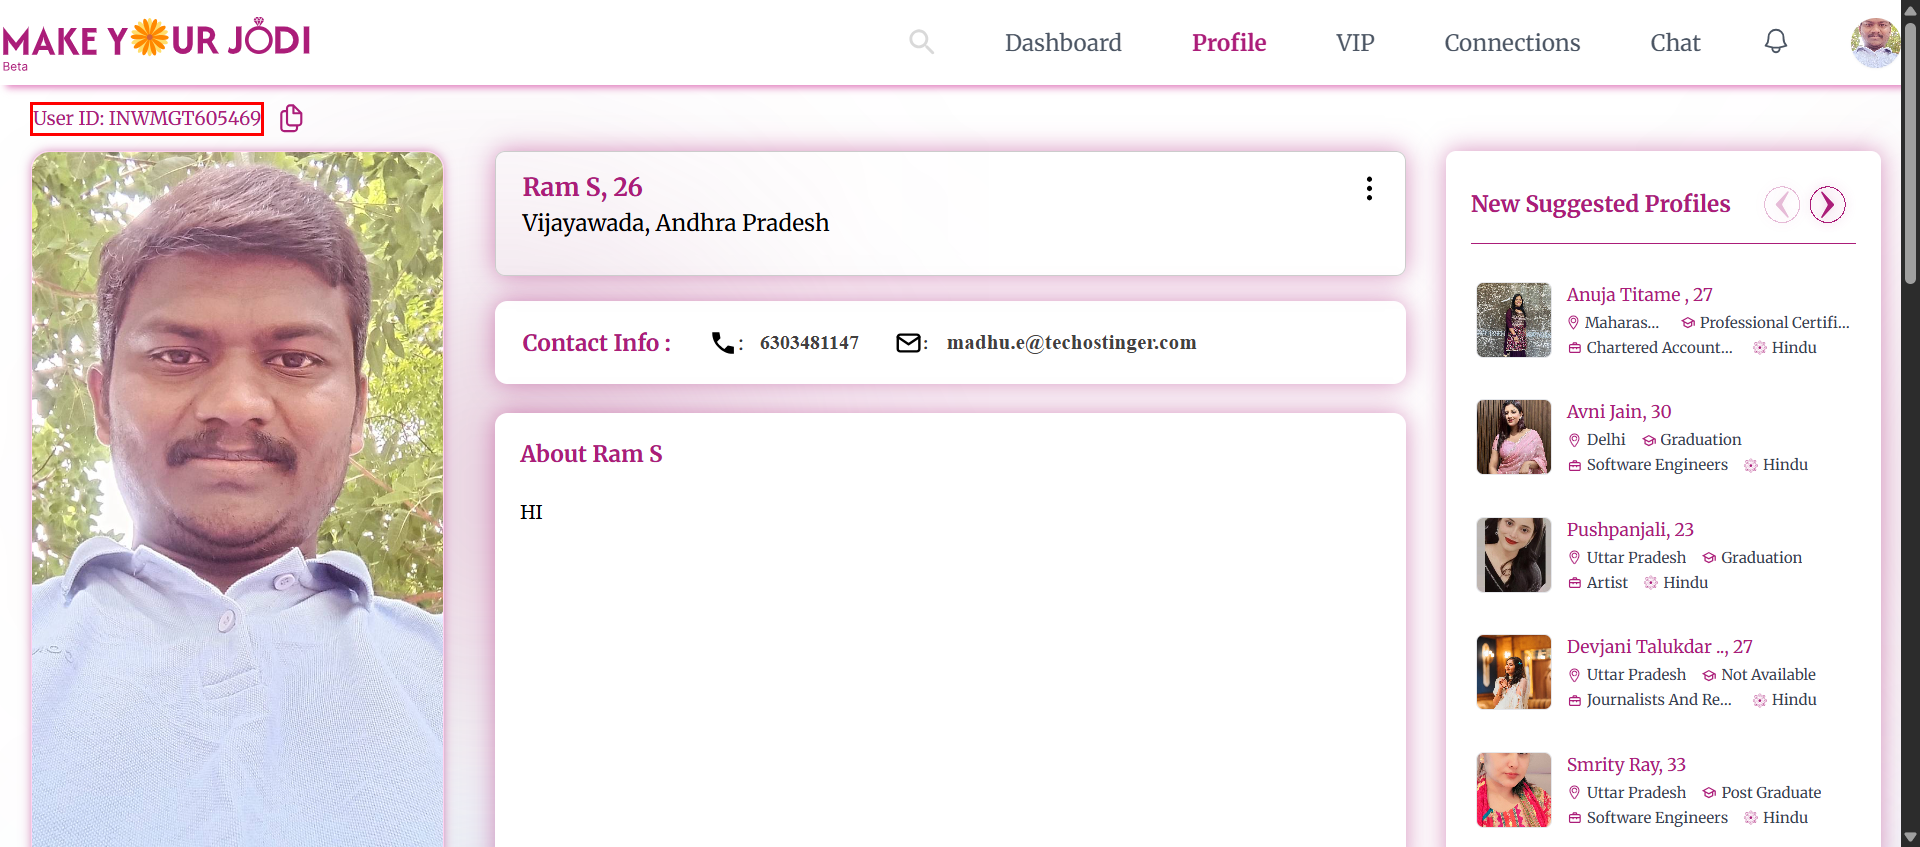 MAKE YOUR JODI
Beta
Dashboard
Profile
VIP
Connections
Chat
User ID: INWMGT605469
Ram S, 26
Vijayawada, Andhra Pradesh
Contact Info :
: 6303481147
: madhu.e@techostinger.com
About Ram S
HI
New Suggested Profiles
Anuja Titame , 27
Maharas... Professional Certifi...
Chartered Account... Hindu
Avni Jain, 30
Delhi Graduation
Software Engineers Hindu
Pushpanjali, 23
Uttar Pradesh Graduation
Artist Hindu
Devjani Talukdar .., 27
Uttar Pradesh Not Available
Journalists And Re... Hindu
Smrity Ray, 33
Uttar Pradesh Post Graduate
Software Engineers Hindu